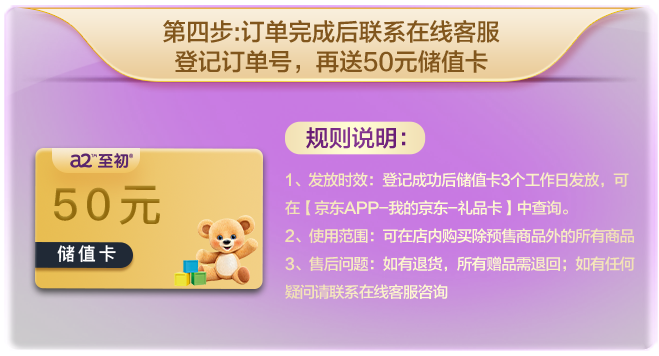 第四步:订单完成后联系在线客服
登记订单号，再送50元储值卡
规则说明：
a2™至初®
50元
储值卡
1、发放时效：登记成功后储值卡3个工作日发放，可
在【京东APP-我的京东-礼品卡】中查询。
2、使用范围：可在店内购买除预售商品外的所有商品
3、售后问题：如有退货，所有赠品需退回；如有任何
疑问请联系在线客服咨询